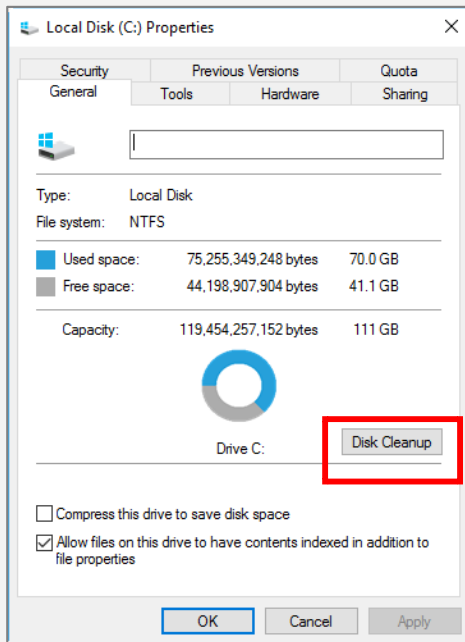 Local Disk (C:) Properties
Security Previous Versions Quota
General Tools Hardware Sharing
Type: Local Disk
File system: NTFS
Used space: 75,255,349,248 bytes 70.0 GB
Free space: 44,198,907,904 bytes 41.1 GB
Capacity: 119,454,257,152 bytes 111 GB
Drive C:
Disk Cleanup
Compress this drive to save disk space
Allow files on this drive to have contents indexed in addition to
file properties
OK Cancel Apply